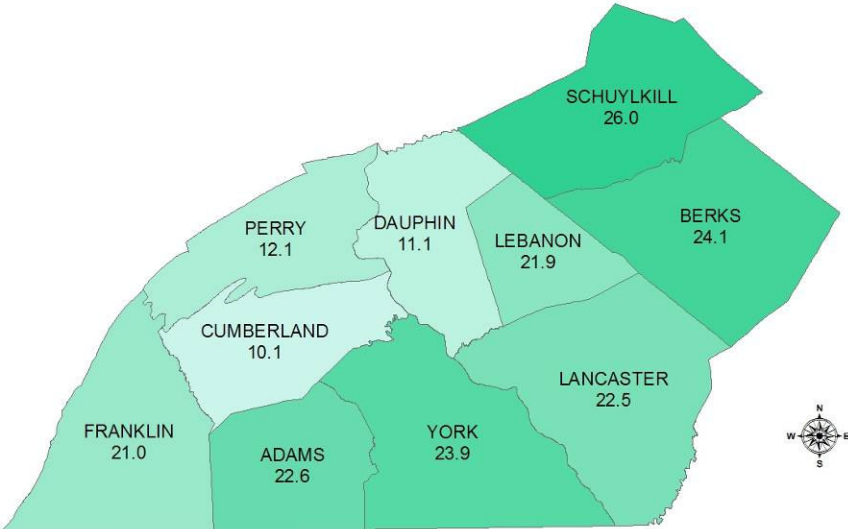 SCHUYLKILL
26.0
BERKS
24.1
PERRY
12.1
DAUPHIN
11.1
LEBANON
21.9
CUMBERLAND
10.1
LANCASTER
22.5
FRANKLIN
21.0
ADAMS
22.6
YORK
23.9
N
W E
S